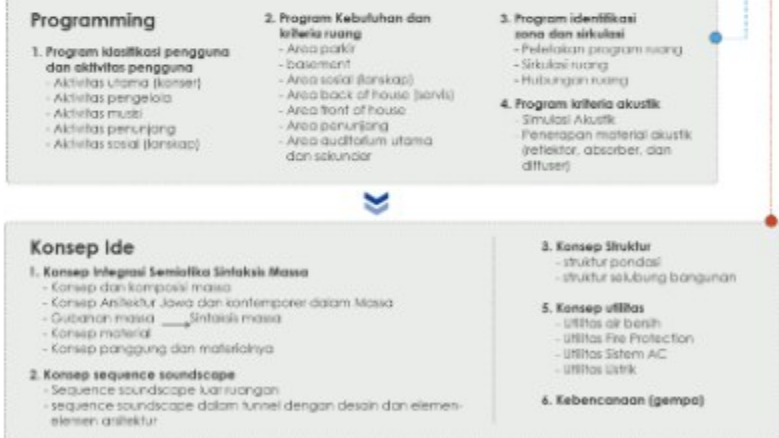 Programming
1. Program klasifikasi pengguna
dan aktivitas pengguna
- Aktivitas utama (konser)
- Aktivitas pengelola
- Aktivitas musisi
- Aktivitas penunjang
- Aktivitas sosial (lanskap)
2. Program Kebutuhan dan
kriteria ruang
- Area parkir
- basement
- Area sosial (lanskap)
- Area back of house (servis)
- Area front of house
- Area penunjang
- Area auditorium utama
dan sekunder
3. Program identifikasi
zona dan sirkulasi
- Peletakan program ruang
- Sirkulasi ruang
- Hubungan ruang
4. Program kriteria akustik
- Simulasi Akustik
- Penerapan material akustik
(reflektor, absorber, dan
diffuser)
Konsep Ide
1. Konsep Integrasi Semiotika Sintaksis Massa
- Konsep dan komposisi massa
- Konsep Arsitektur Jawa dan kontemporer dalam Massa
- Gubahan massa → Sintaksis massa
- Konsep material
- Konsep panggung dan materialnya
2. Konsep sequence soundscape
- Sequence soundscape luar ruangan
- sequence soundscape dalam tunnel dengan desain dan elemen-
elemen arsitektur
3. Konsep Struktur
- struktur pondasi
- struktur selubung bangunan
5. Konsep utilitas
- Utilitas air bersih
- Utilitas Fire Protection
- Utilitas Sistem AC
- Utilitas Listrik
6. Kebencanaan (gempa)